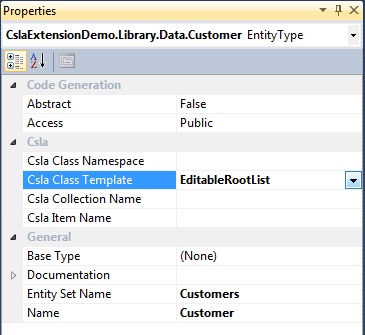 Properties
CslaExtensionDemo.Library.Data.Customer EntityType
Code Generation
Abstract False
Access Public
Csla
Csla Class Namespace
Csla Class Template EditableRootList
Csla Collection Name
Csla Item Name
General
Base Type (None)
Documentation
Entity Set Name Customers
Name Customer